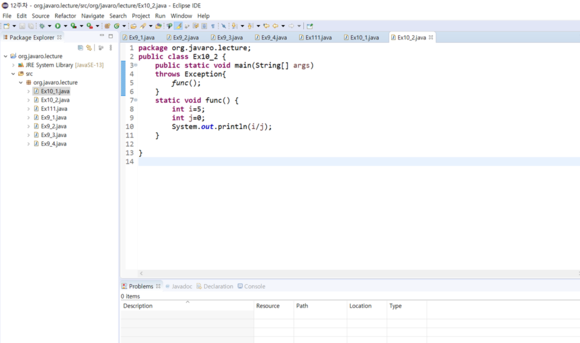 12주차 - org.javaro.lecture/src/org/javaro/lecture/Ex10_2.java - Eclipse IDE
File Edit Source Refactor Navigate Search Project Run Window Help
Package Explorer
org.javaro.lecture
JRE System Library [JavaSE-13]
src
org.javaro.lecture
Ex10_1.java
Ex10_2.java
Ex111.java
Ex9_1.java
Ex9_2.java
Ex9_3.java
Ex9_4.java
Ex9_1.java Ex9_2.java Ex9_3.java Ex9_4.java Ex111.java Ex10_1.java Ex10_2.java
1 package org.javaro.lecture;
2 public class Ex10_2 {
3 public static void main(String[] args)
4 throws Exception{
5 func();
6 }
7 static void func() {
8 int i=5;
9 int j=0;
10 System.out.println(i/j);
11 }
12
13 }
14
Problems Javadoc Declaration Console
0 items
Description Resource Path Location Type